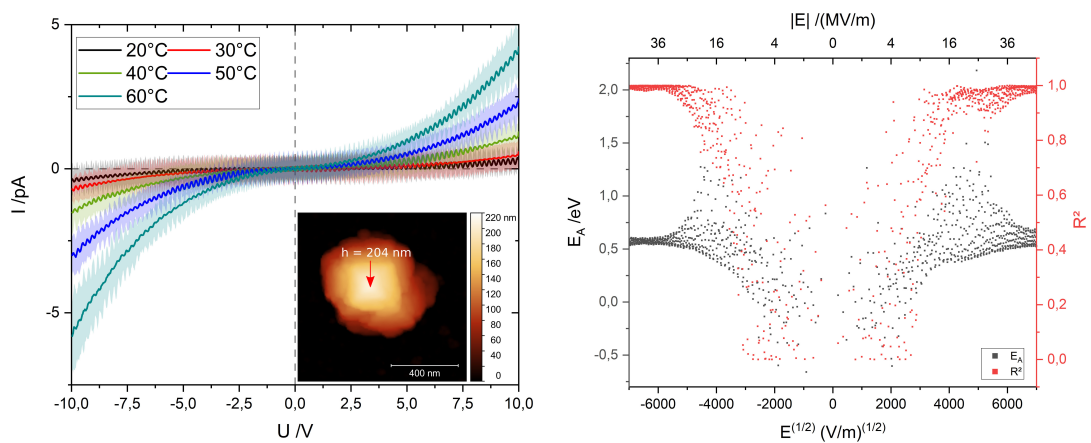 5
0
-5
I /pA
20°C 30°C
40°C 50°C
60°C
h = 204 nm
400 nm
220 nm
200
180
160
140
120
100
80
60
40
20
0
-10,0 -7,5 -5,0 -2,5 0,0 2,5 5,0 7,5 10,0
U /V
|E| /(MV/m)
36 16 4 0 4 16 36
2,0
1,5
1,0
0,5
0,0
-0,5
E_A /eV
1,0
0,8
0,6
0,4
0,2
0,0
R²
E_A
R²
-6000 -4000 -2000 0 2000 4000 6000
E^(1/2) (V/m)^(1/2)